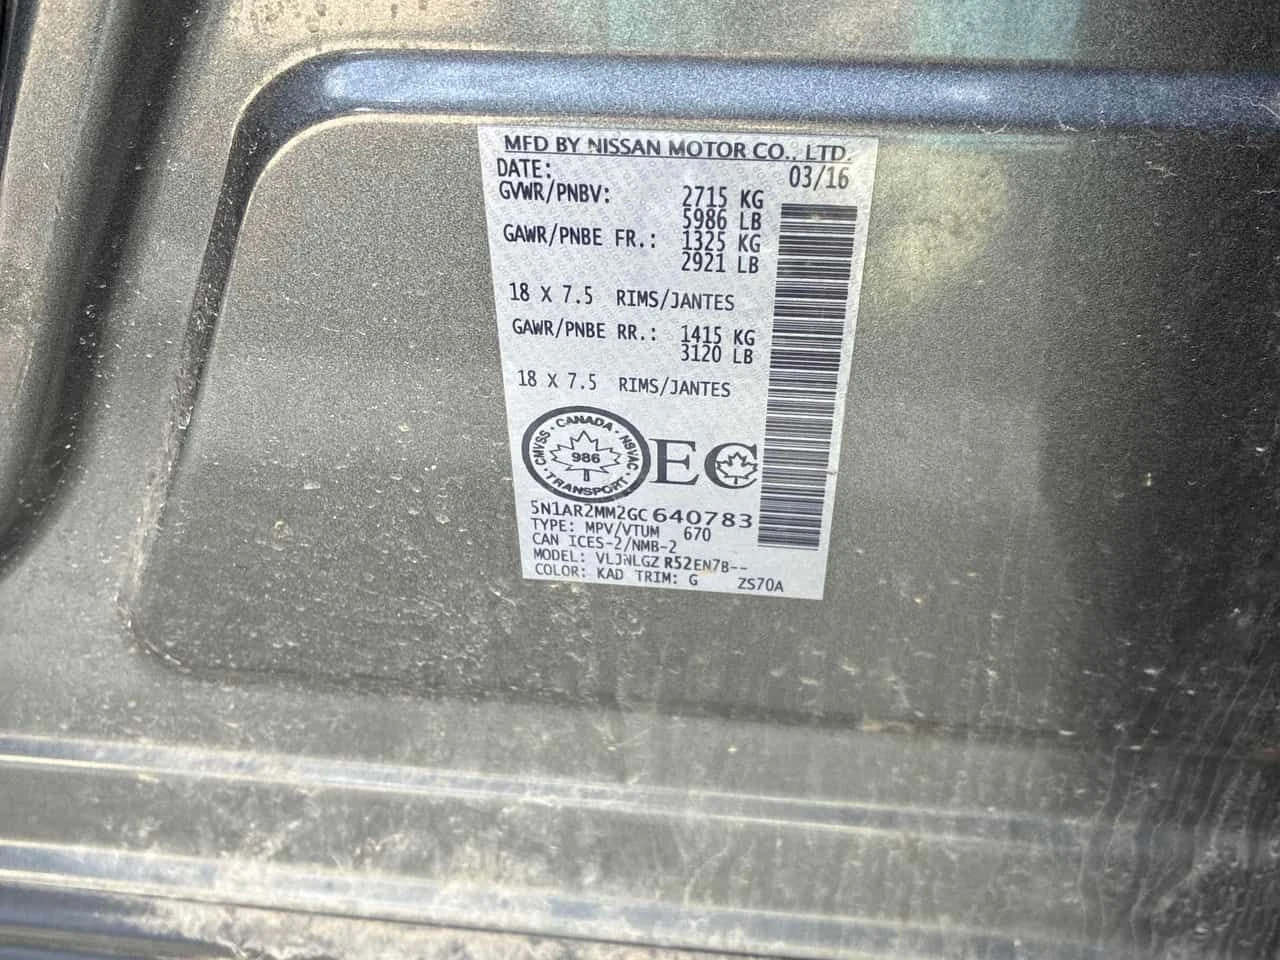 MFD BY NISSAN MOTOR CO., LTD.
DATE: 03/16
GVWR/PNBV: 2715 KG
5986 LB
GAWR/PNBE FR.: 1325 KG
2921 LB
18 X 7.5 RIMS/JANTES
GAWR/PNBE RR.: 1415 KG
3120 LB
18 X 7.5 RIMS/JANTES
CANADA · NSVAC · TRANSPORT · CMVSS ·
986
EC
5N1AR2MM2GC640783
TYPE: MPV/VTUM 670
CAN ICES-2/NMB-2
MODEL: VLJNLGZ R52EN7B--
COLOR: KAD TRIM: G ZS70A